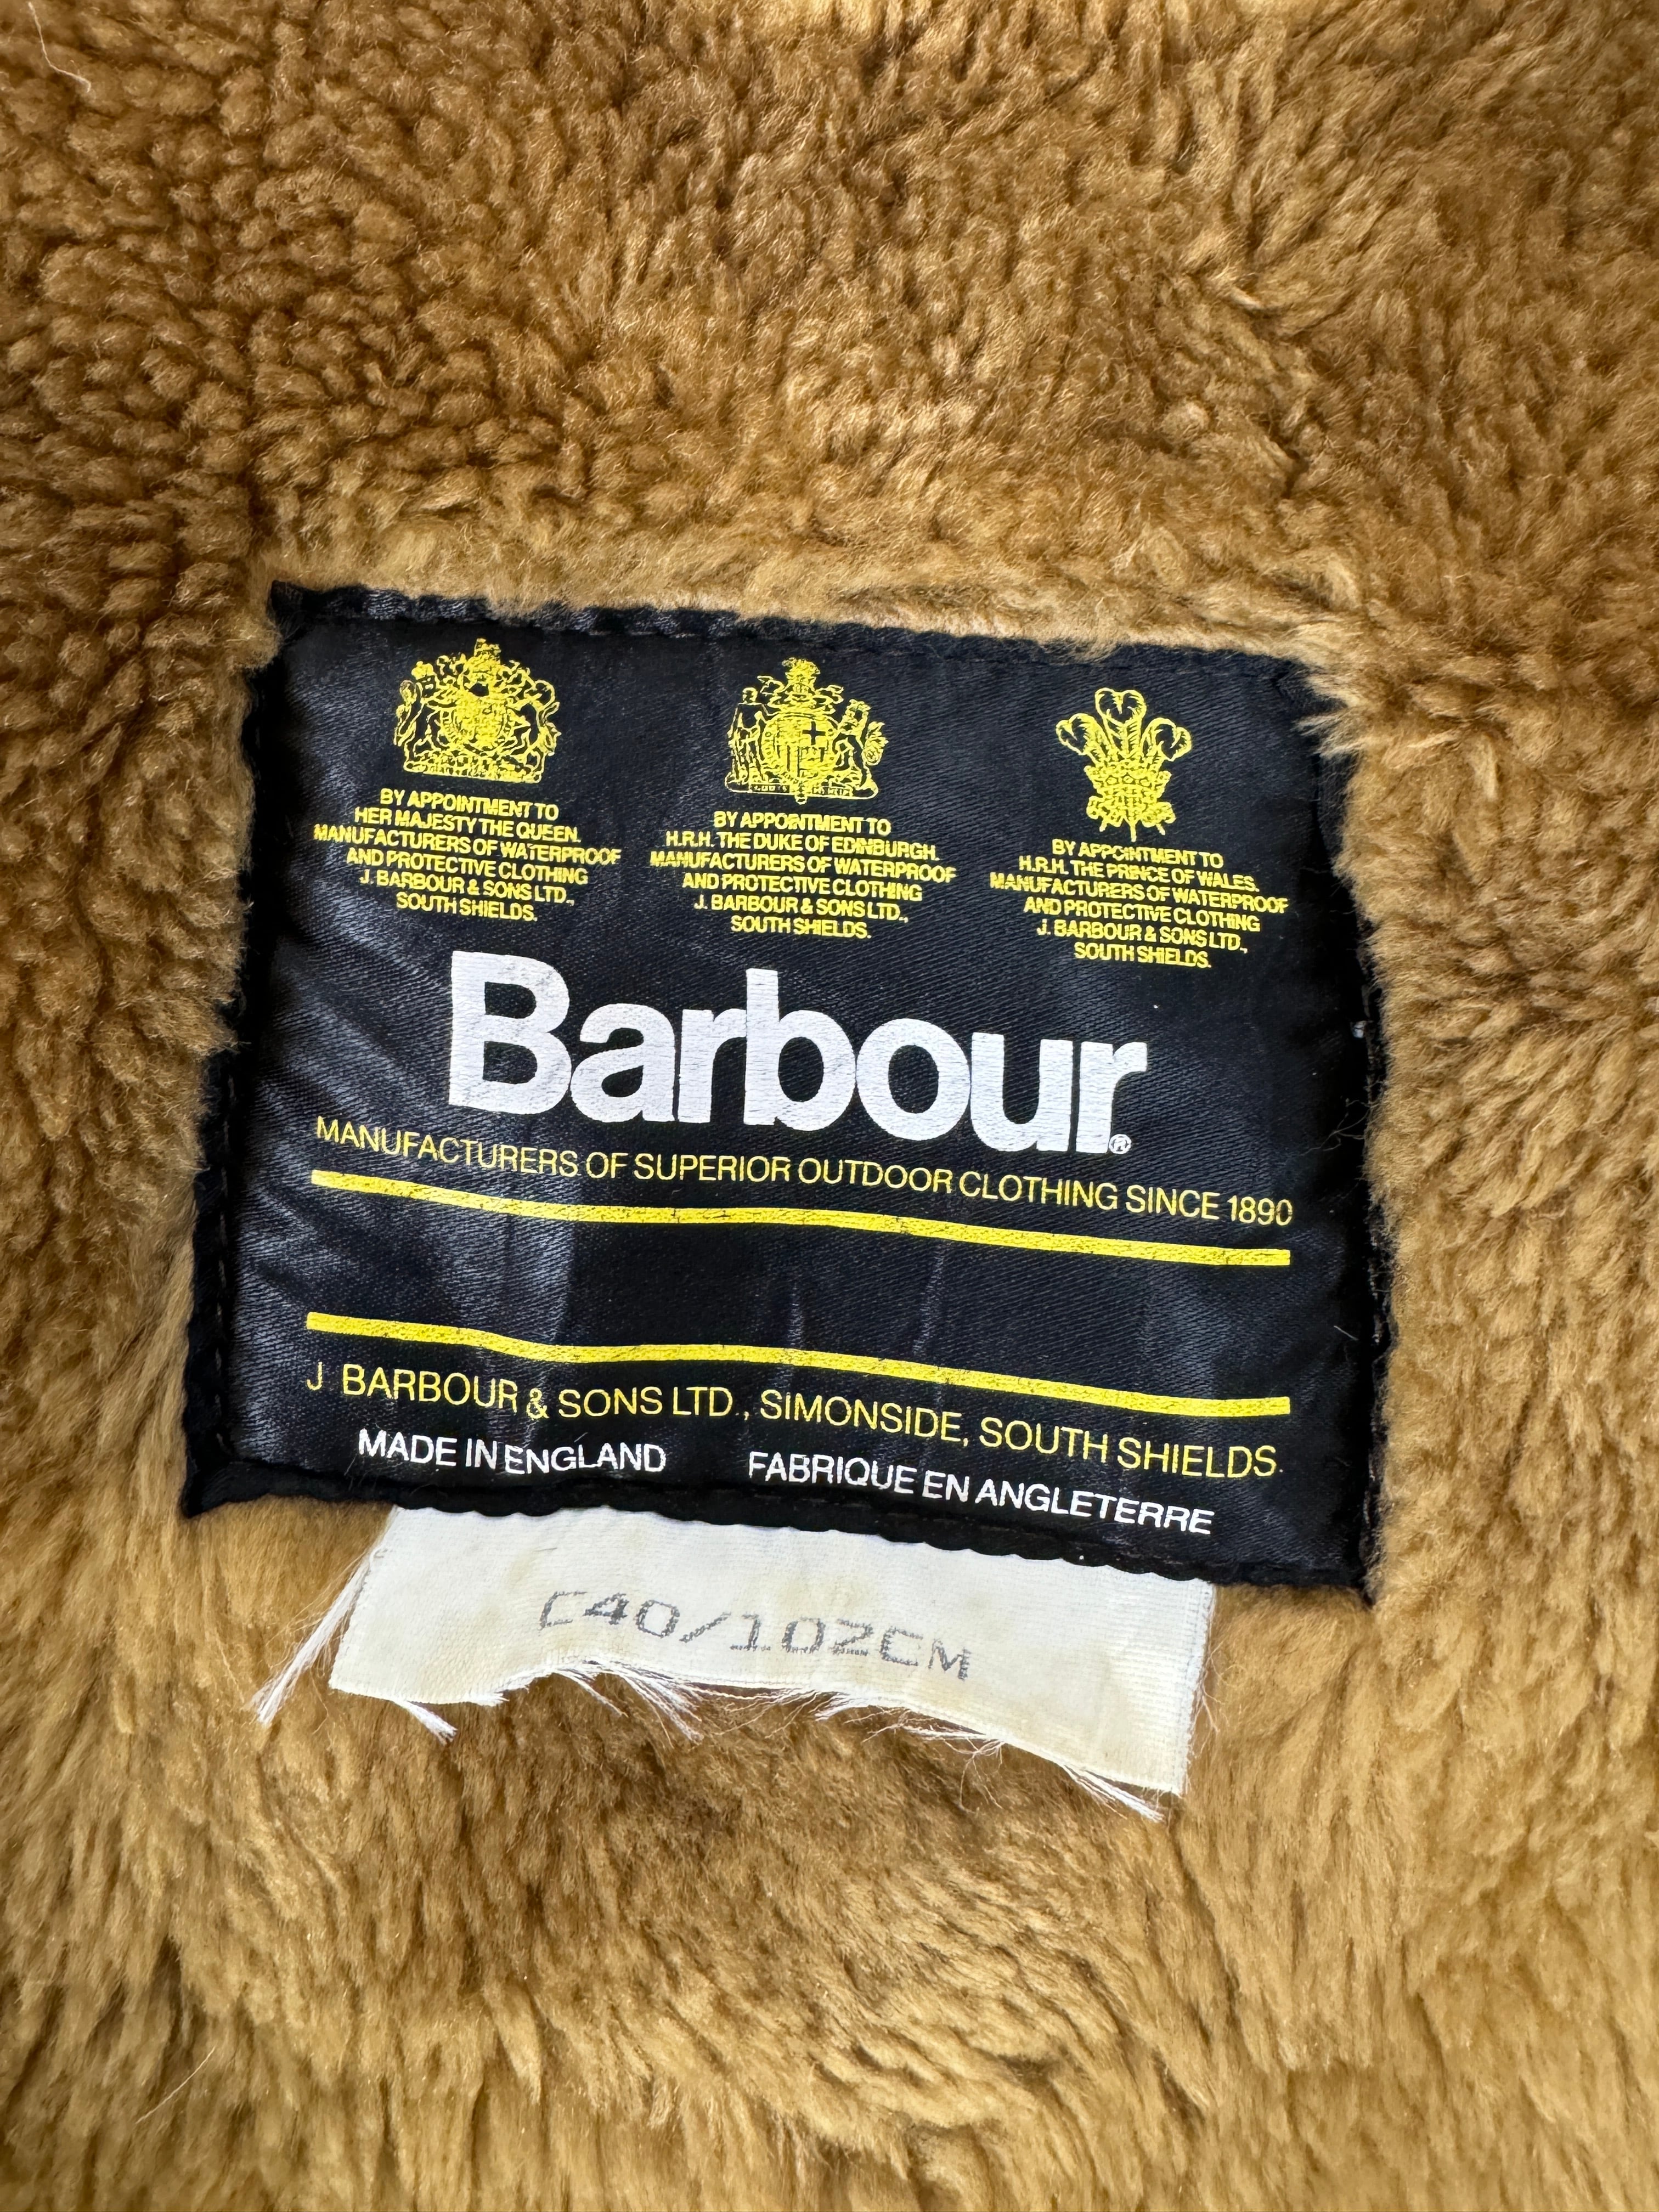 BY APPOINTMENT TO
HER MAJESTY THE QUEEN.
MANUFACTURERS OF WATERPROOF
AND PROTECTIVE CLOTHING
J. BARBOUR & SONS LTD.,
SOUTH SHIELDS.
BY APPOINTMENT TO
H.R.H. THE DUKE OF EDINBURGH.
MANUFACTURERS OF WATERPROOF
AND PROTECTIVE CLOTHING
J. BARBOUR & SONS LTD.,
SOUTH SHIELDS.
BY APPOINTMENT TO
H.R.H. THE PRINCE OF WALES.
MANUFACTURERS OF WATERPROOF
AND PROTECTIVE CLOTHING
J. BARBOUR & SONS LTD.,
SOUTH SHIELDS.
Barbour®
MANUFACTURERS OF SUPERIOR OUTDOOR CLOTHING SINCE 1890
J BARBOUR & SONS LTD., SIMONSIDE, SOUTH SHIELDS.
MADE IN ENGLAND FABRIQUE EN ANGLETERRE
C40/102CM